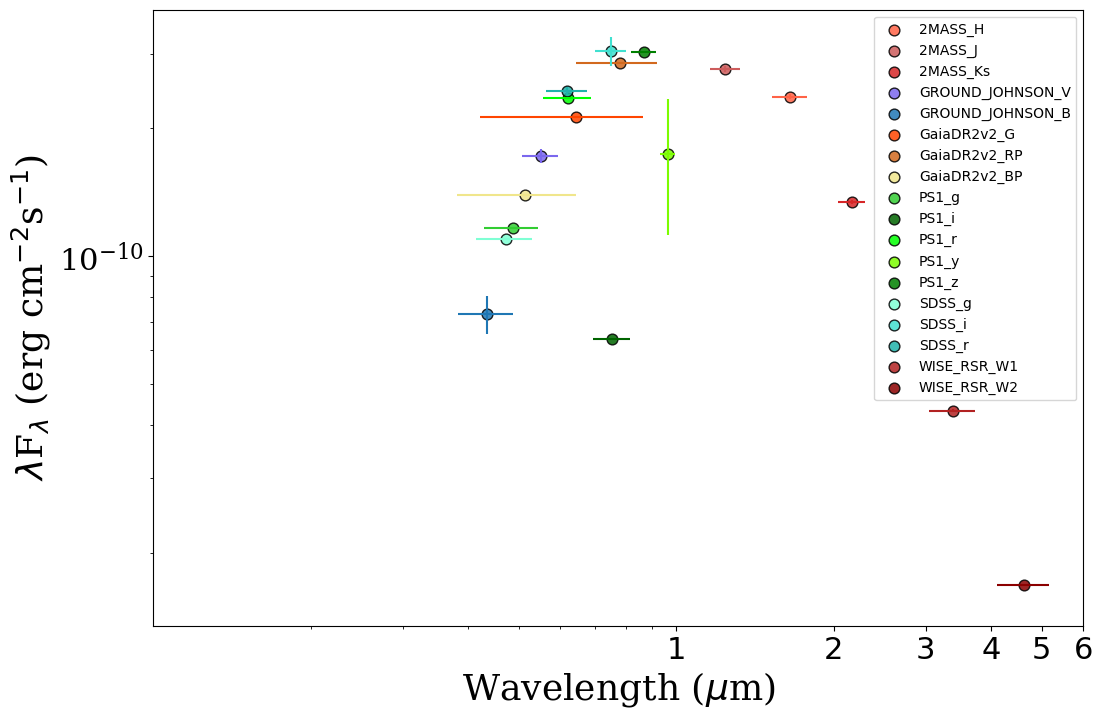 λF_λ (erg cm⁻²s⁻¹)
10⁻¹⁰
2MASS_H
2MASS_J
2MASS_Ks
GROUND_JOHNSON_V
GROUND_JOHNSON_B
GaiaDR2v2_G
GaiaDR2v2_RP
GaiaDR2v2_BP
PS1_g
PS1_i
PS1_r
PS1_y
PS1_z
SDSS_g
SDSS_i
SDSS_r
WISE_RSR_W1
WISE_RSR_W2
1 2 3 4 5 6
Wavelength (μm)